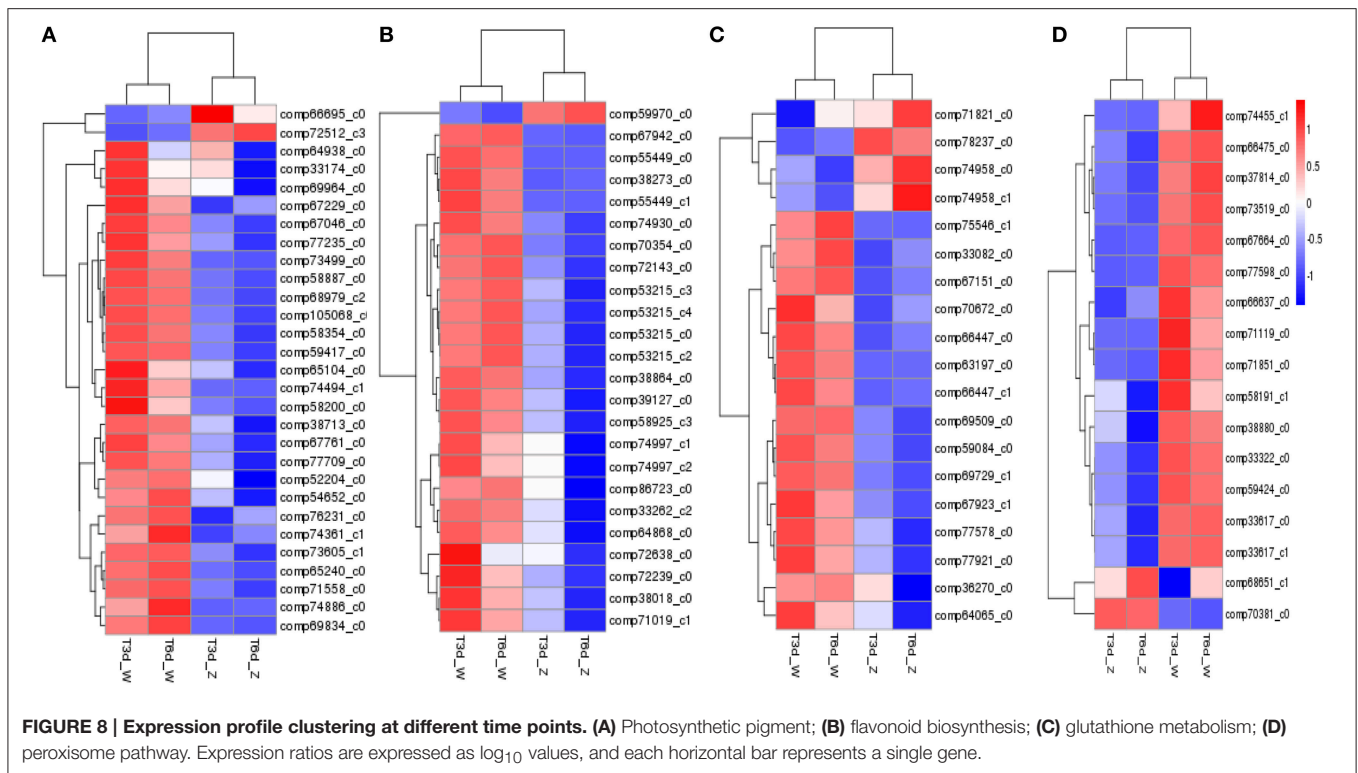 A
B
C
D
comp66695_c0
comp72512_c3
comp64938_c0
comp33174_c0
comp69964_c0
comp67229_c0
comp67046_c0
comp77235_c0
comp73499_c0
comp58887_c0
comp68979_c2
comp105068_c
comp58354_c0
comp59417_c0
comp65104_c0
comp74494_c1
comp58200_c0
comp38713_c0
comp67761_c0
comp77709_c0
comp52204_c0
comp54652_c0
comp76231_c0
comp74361_c1
comp73605_c1
comp65240_c0
comp71558_c0
comp74886_c0
comp69834_c0
T3d_W
T6d_W
T3d_Z
T6d_Z
comp59970_c0
comp67942_c0
comp55449_c0
comp38273_c0
comp55449_c1
comp74930_c0
comp70354_c0
comp72143_c0
comp53215_c3
comp53215_c4
comp53215_c0
comp53215_c2
comp38864_c0
comp39127_c0
comp58925_c3
comp74997_c1
comp74997_c2
comp86723_c0
comp33262_c2
comp64868_c0
comp72638_c0
comp72239_c0
comp38018_c0
comp71019_c1
T3d_W
T6d_W
T3d_Z
T6d_Z
comp71821_c0
comp78237_c0
comp74958_c0
comp74958_c1
comp75546_c1
comp33082_c0
comp67151_c0
comp70672_c0
comp66447_c0
comp63197_c0
comp66447_c1
comp69509_c0
comp59084_c0
comp69729_c1
comp67923_c1
comp77578_c0
comp77921_c0
comp36270_c0
comp64065_c0
T3d_W
T6d_W
T3d_Z
T6d_Z
comp74455_c1
comp66475_c0
comp37814_c0
comp73519_c0
comp67664_c0
comp77598_c0
comp66637_c0
comp71119_c0
comp71851_c0
comp58191_c1
comp38880_c0
comp33322_c0
comp59424_c0
comp33617_c0
comp33617_c1
comp68651_c1
comp70381_c0
T3d_Z
T6d_Z
T3d_W
T6d_W
1
0.5
0
-0.5
-1
FIGURE 8 | Expression profile clustering at different time points. (A) Photosynthetic pigment; (B) flavonoid biosynthesis; (C) glutathione metabolism; (D)
peroxisome pathway. Expression ratios are expressed as log10 values, and each horizontal bar represents a single gene.